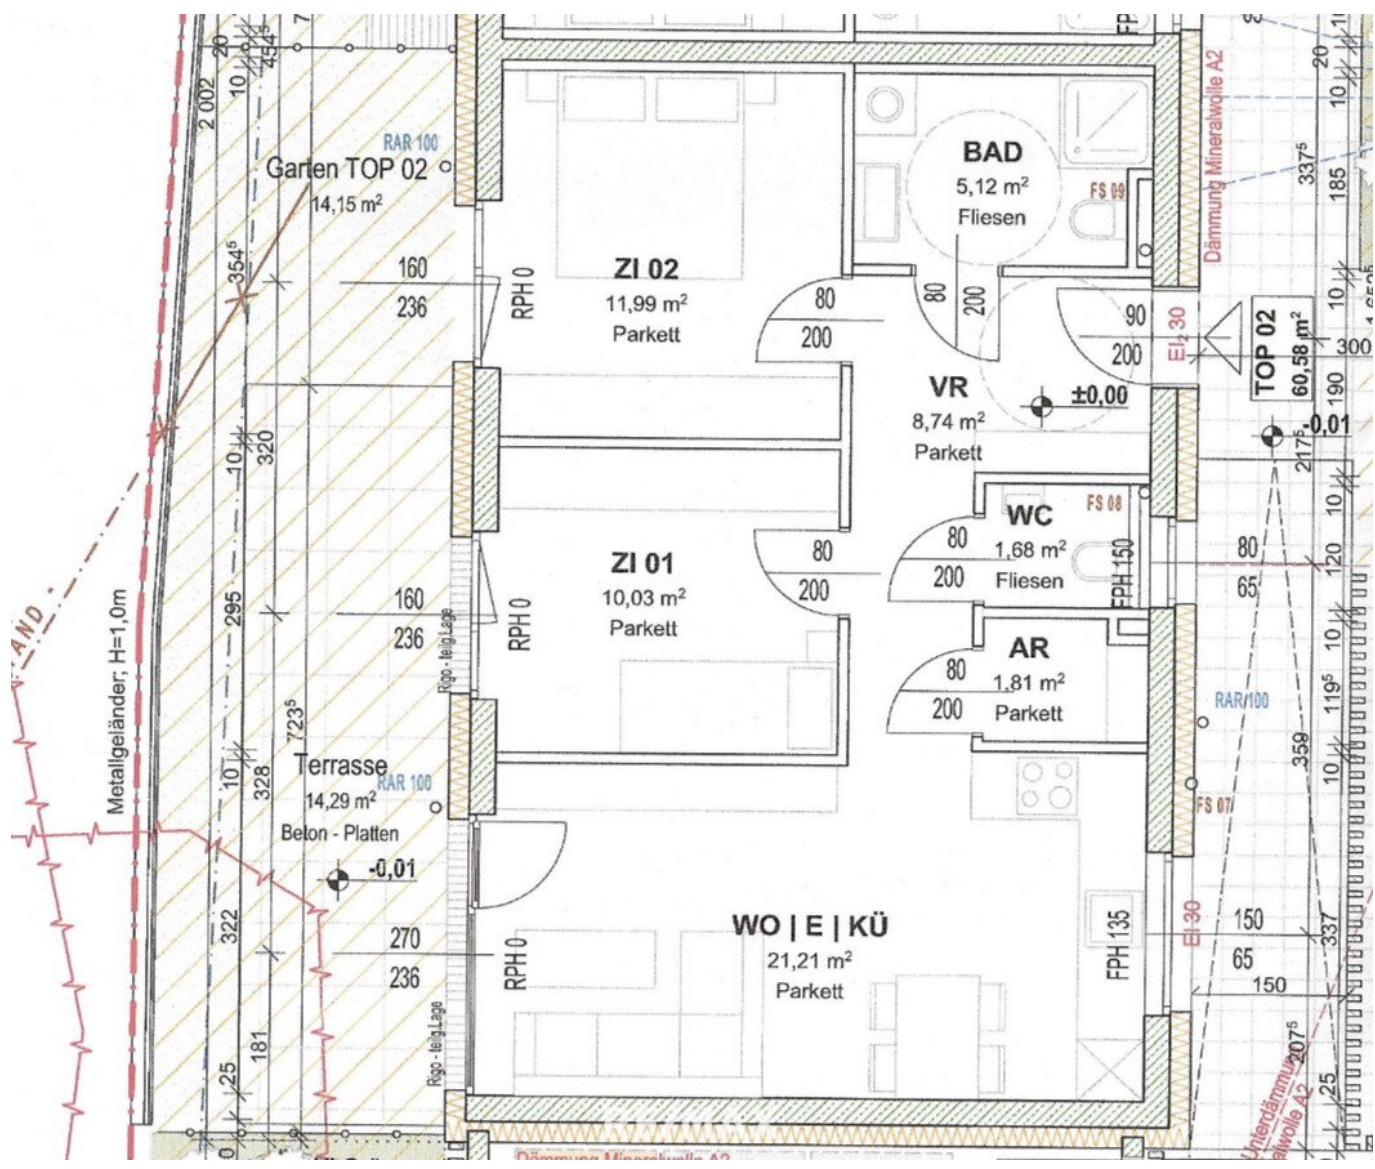 Garten TOP 02
14,15 m²
RAR 100
2 002
20
10
454⁵
354⁵
160
236
RPH 0
ZI 02
11,99 m²
Parkett
80
200
BAD
5,12 m²
Fliesen
FS 09
80
200
Dämmung Mineralwolle A2
20
10
337⁵
185
10
90
200
EI₂ 30
TOP 02
60,58 m²
300
190
VR
8,74 m²
Parkett
±0,00
-0,01
217⁵
10
320
10
ZI 01
10,03 m²
Parkett
80
200
160
236
RPH 0
Rigo - teilg.Lage
WC
1,68 m²
Fliesen
FS 08
FPH 150
80
200
80
65
120
10
AR
1,81 m²
Parkett
80
200
RAR 100
119⁵
359
10
FS 07
295
723⁵
10
328
Metallgeländer; H=1,0m
Terrasse
14,29 m²
Beton - Platten
RAR 100
-0,01
322
181
25
270
236
RPH 0
Rigo - teilg.Lage
WO | E | KÜ
21,21 m²
Parkett
FPH 135
EI 30
150
65
337
150
207⁵
25
Unterdämmung
Dämmung Mineralwolle A2